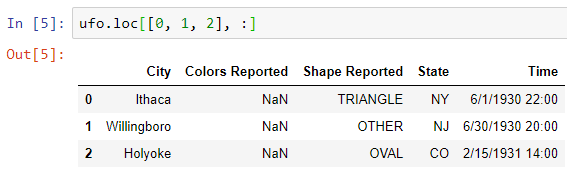 In [5]: ufo.loc[[0, 1, 2], :]
Out[5]:
City Colors Reported Shape Reported State Time
0 Ithaca NaN TRIANGLE NY 6/1/1930 22:00
1 Willingboro NaN OTHER NJ 6/30/1930 20:00
2 Holyoke NaN OVAL CO 2/15/1931 14:00